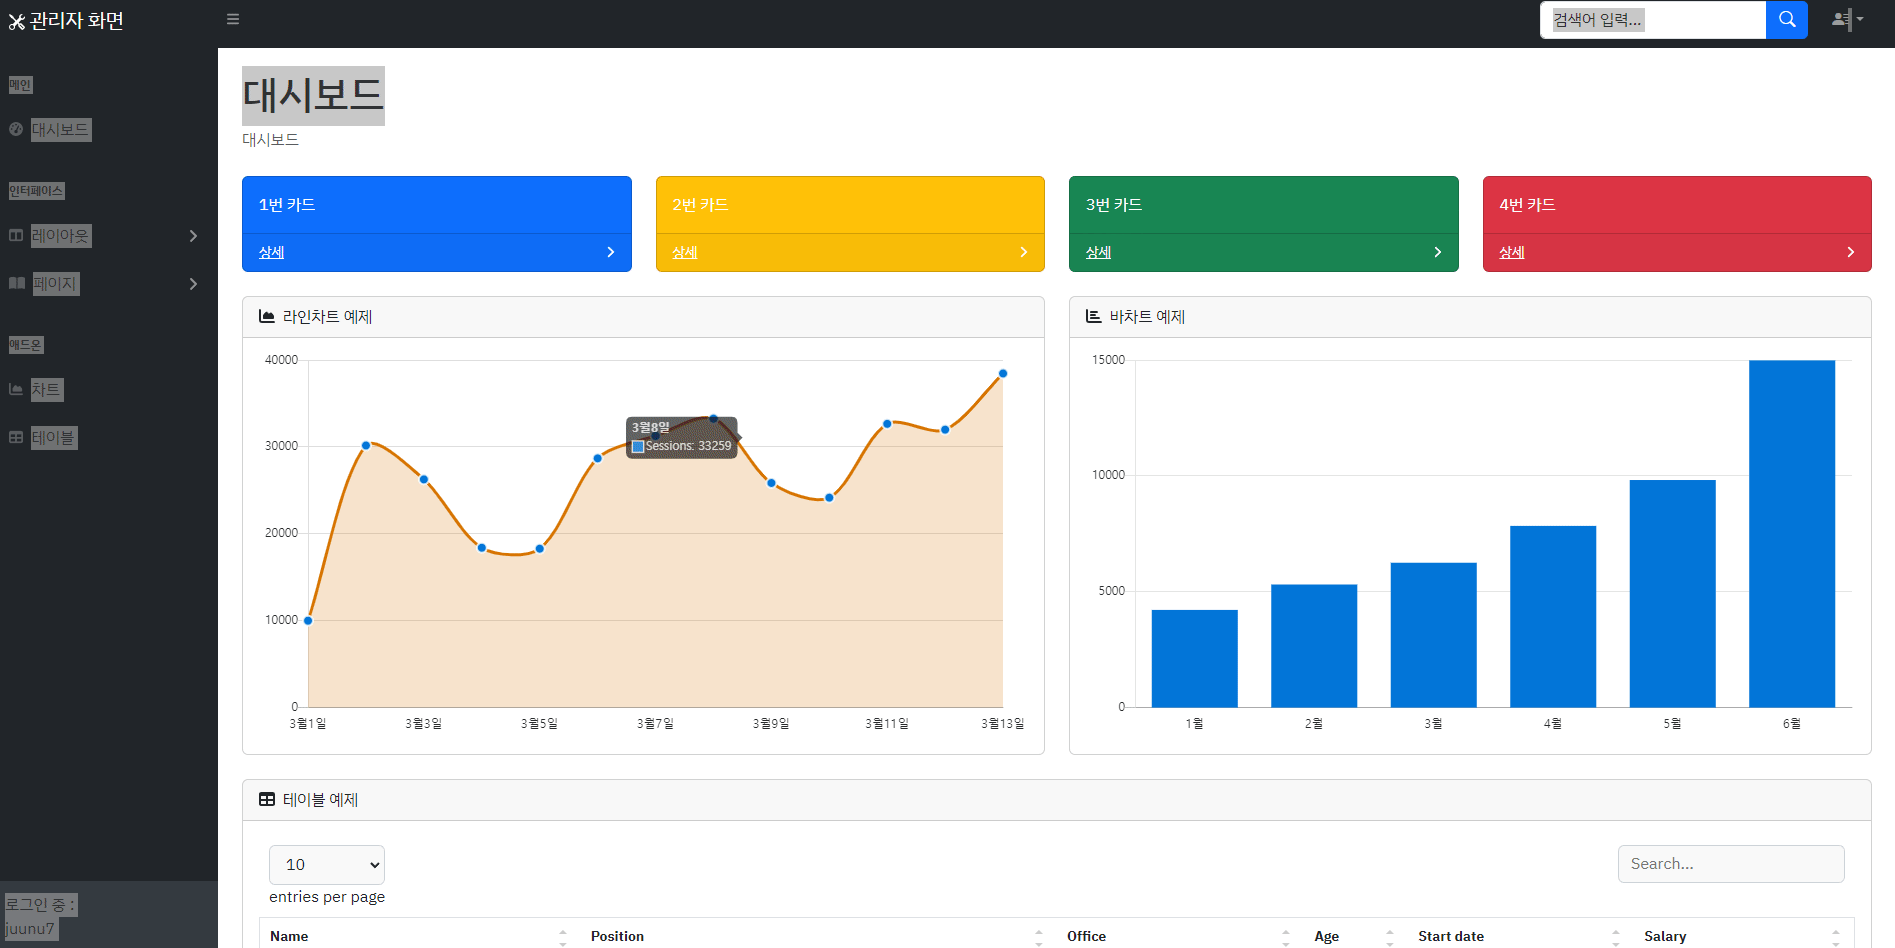 관리자 화면
검색어 입력...
메인
대시보드
인터페이스
레이아웃
페이지
애드온
차트
테이블
로그인 중 :
juunu7
대시보드
대시보드
1번 카드
상세
2번 카드
상세
3번 카드
상세
4번 카드
상세
라인차트 예제
40000
30000
20000
10000
0
3월8일
Sessions: 33259
3월1일 3월3일 3월5일 3월7일 3월9일 3월11일 3월13일
바차트 예제
15000
10000
5000
0
1월 2월 3월 4월 5월 6월
테이블 예제
10
entries per page
Search...
Name Position Office Age Start date Salary